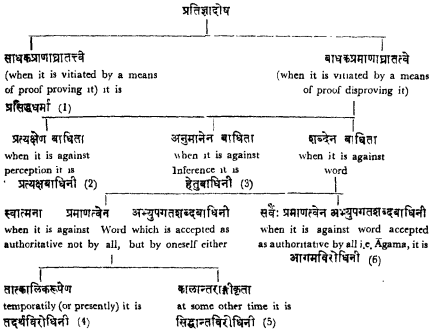 प्रतिज्ञादोष
साधकप्राणाघ्रातत्त्वे बाधकप्रमाणाघ्रातत्वे
(when it is vitiated by a means (when it is vitiated by a means
of proof proving it) it is of proof disproving it)
प्रसिद्धधर्मा (1)
प्रत्यक्षेण बाधिता अनुमानेन बाधिता शब्देन बाधिता
when it is against when it is against when it is against
perception it is Inference it is word
प्रत्यक्षबाधिनी (2) हेतुबाधिनी (3)
स्वात्मना प्रमाणत्वेन अभ्युपगतशब्दबाधिनी सर्वैः प्रमाणत्वेन अभ्युपगतशब्दबाधिनी
when it is against Word which is accepted as when it is against word accepted
authoritative not by all, but by oneself either as authoritative by all i.e, Āgama, it is
आगमविरोधिनी (6)
तात्कालिकरूपेण कालान्तराङ्गीकृता
temporatily (or presently) it is at some other time it is
तदर्थविरोधिनी (4) सिद्धान्तविरोधिनी (5)